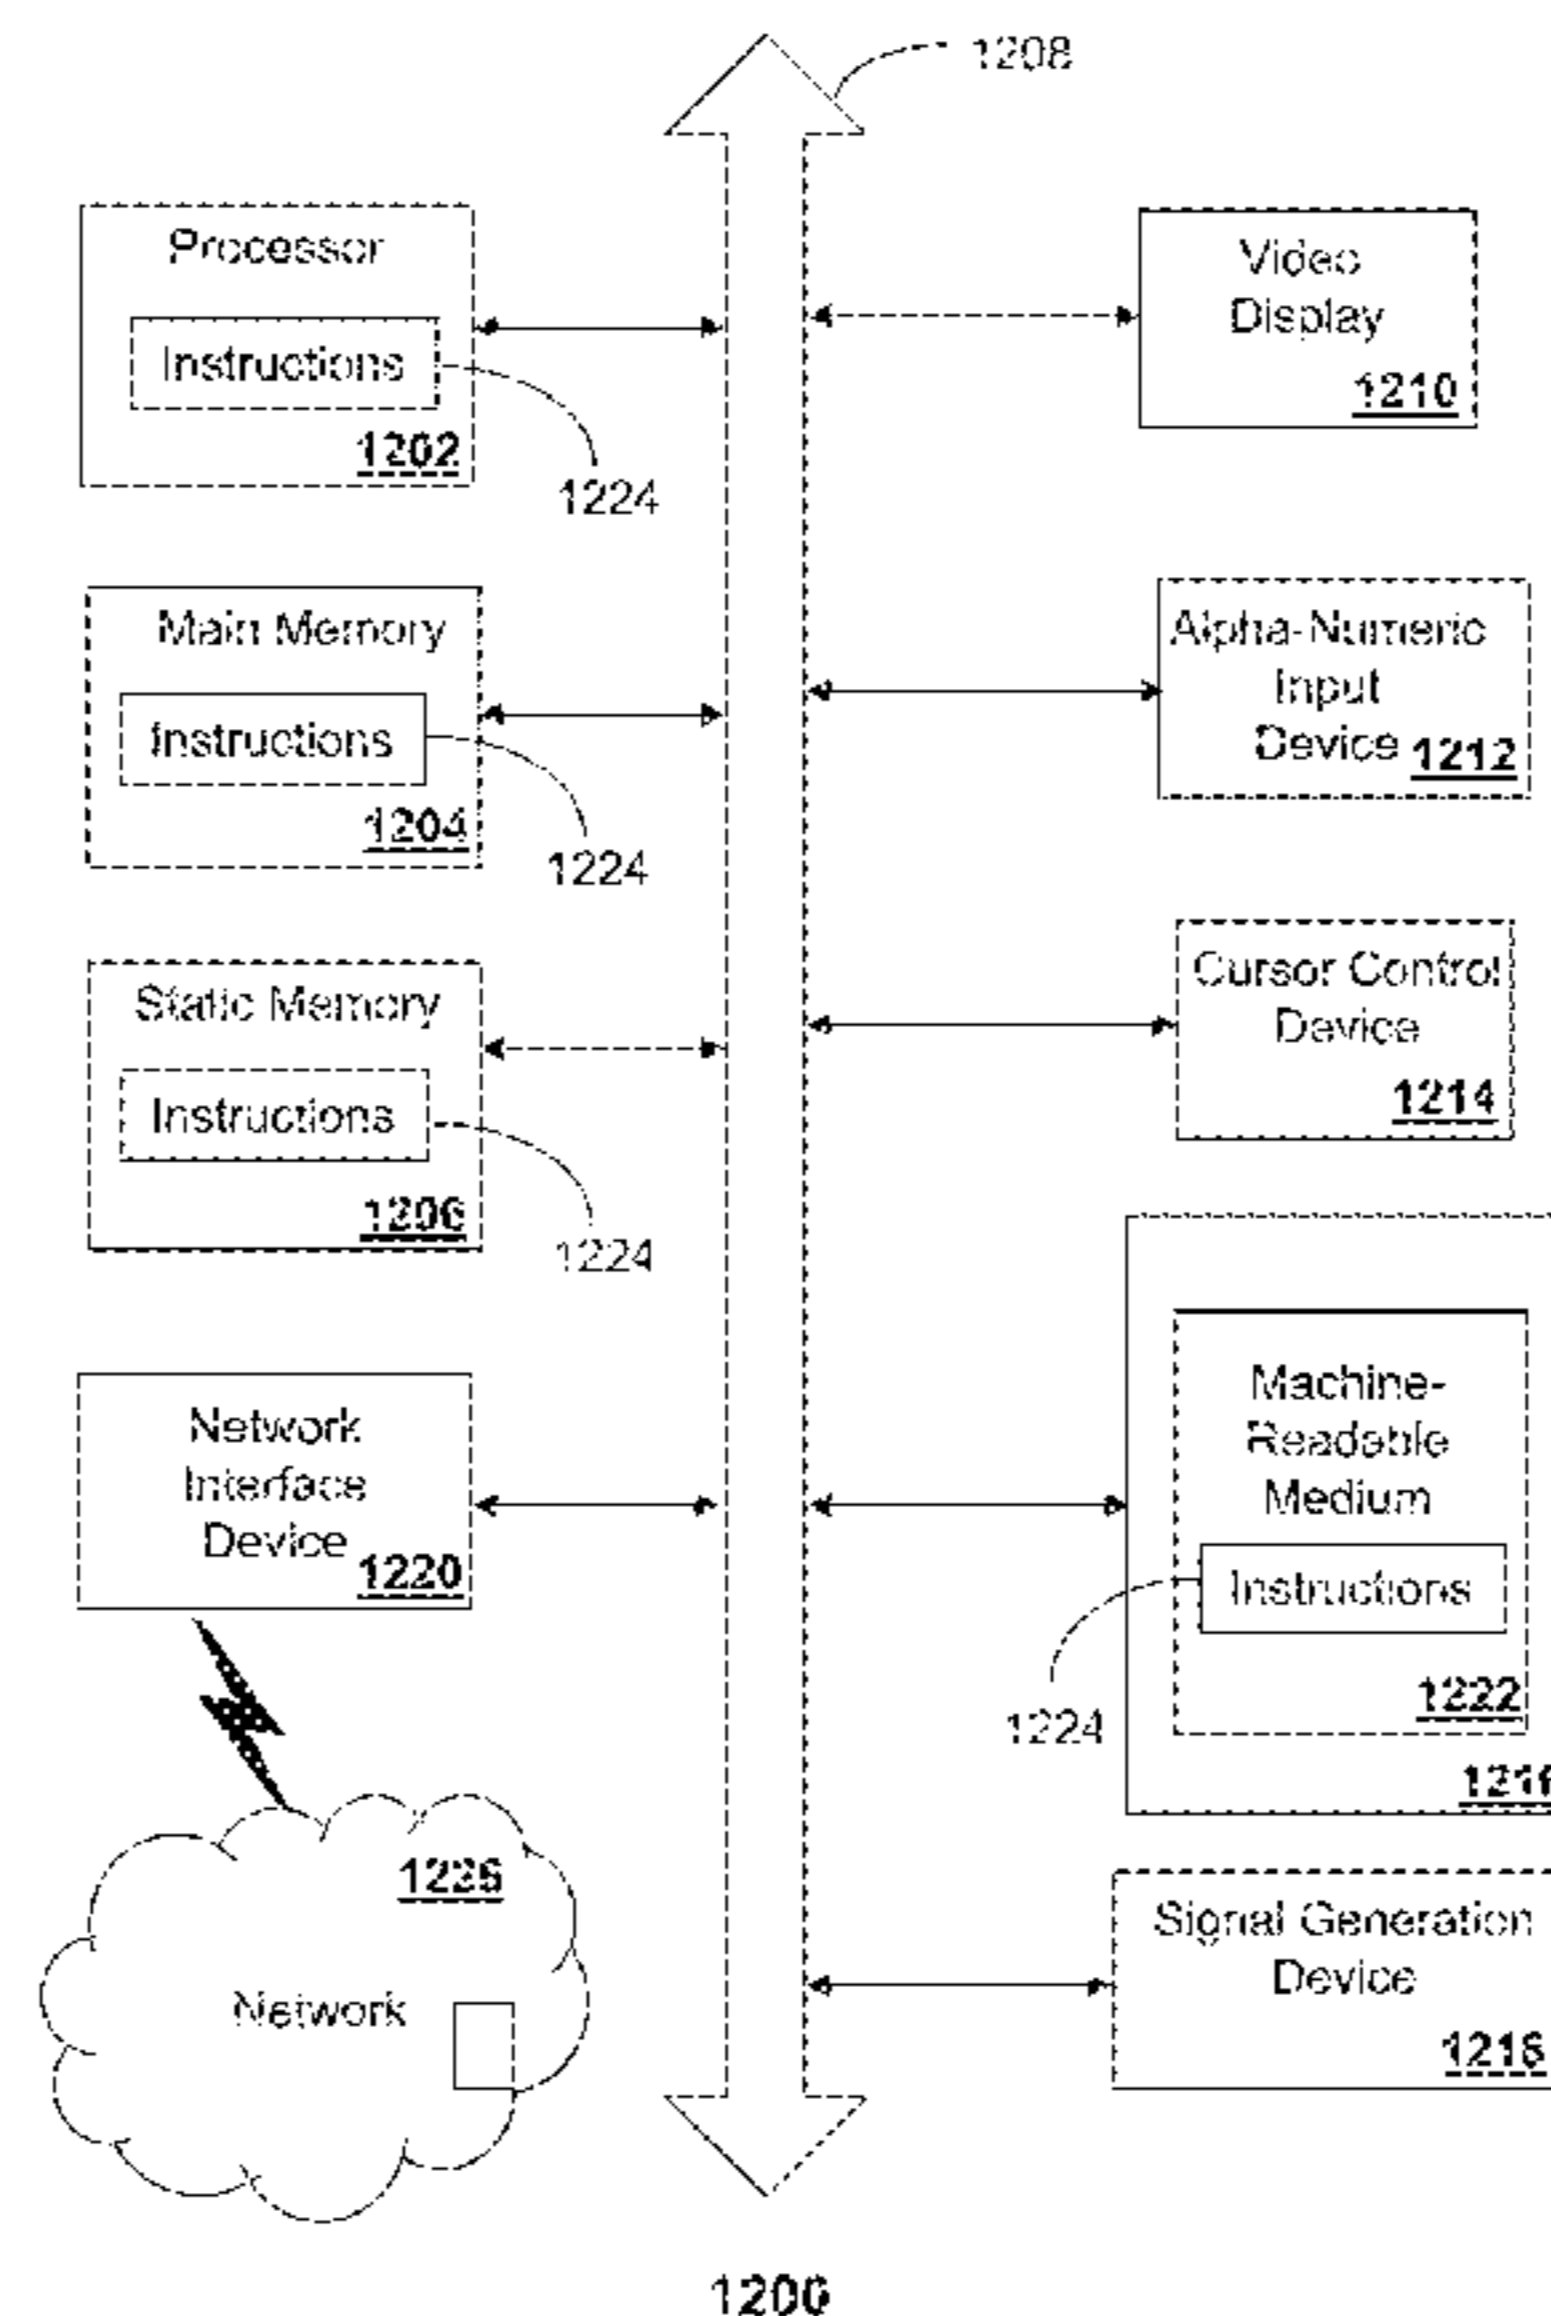 1208
Processor
Instructions
1202
1224
Video
Display
1210
Main Memory
Instructions
1204
1224
Alpha-Numeric
Input
Device 1212
Static Memory
Instructions
1206
1224
Cursor Control
Device
1214
Network
Interface
Device
1220
Machine-
Readable
Medium
Instructions
1222
1224
1226
Network
Signal Generation
Device
1218
1200